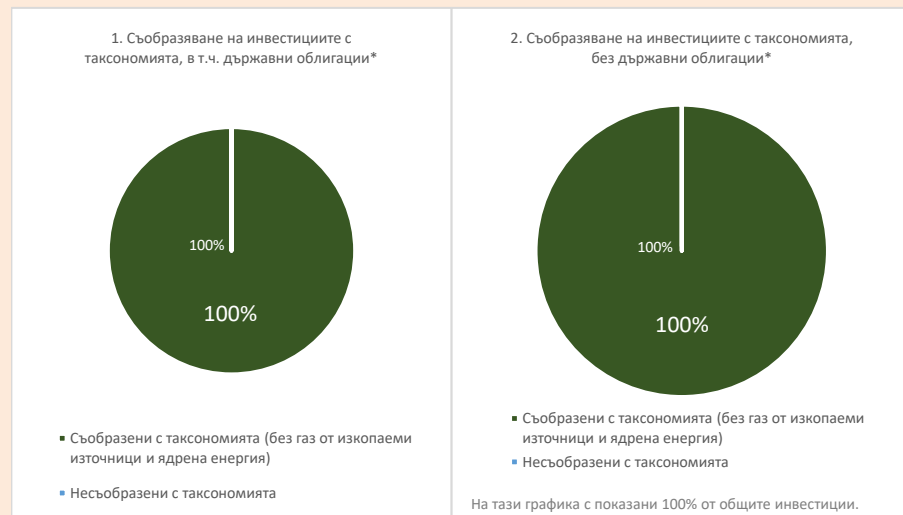 1. Съобразяване на инвестициите с
таксономията, в т.ч. държавни облигации*
100%
100%
Съобразени с таксономията (без газ от изкопаеми
източници и ядрена енергия)
Несъобразени с таксономията
2. Съобразяване на инвестициите с таксономията,
без държавни облигации*
100%
100%
Съобразени с таксономията (без газ от изкопаеми
източници и ядрена енергия)
Несъобразени с таксономията
На тази графика с показани 100% от общите инвестиции.